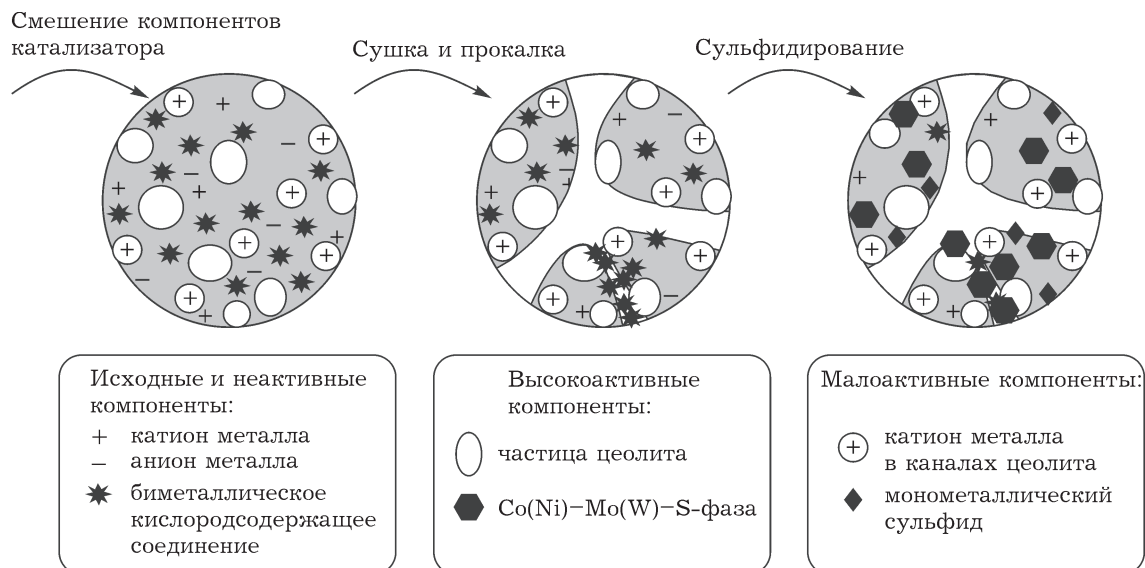 Смешение компонентов
катализатора
Сушка и прокалка
Сульфидирование
Исходные и неактивные
компоненты:
+ катион металла
− анион металла
биметаллическое
кислородсодержащее
соединение
Высокоактивные
компоненты:
частица цеолита
Co(Ni)−Mo(W)−S-фаза
Малоактивные компоненты:
+ катион металла
в каналах цеолита
монометаллический
сульфид